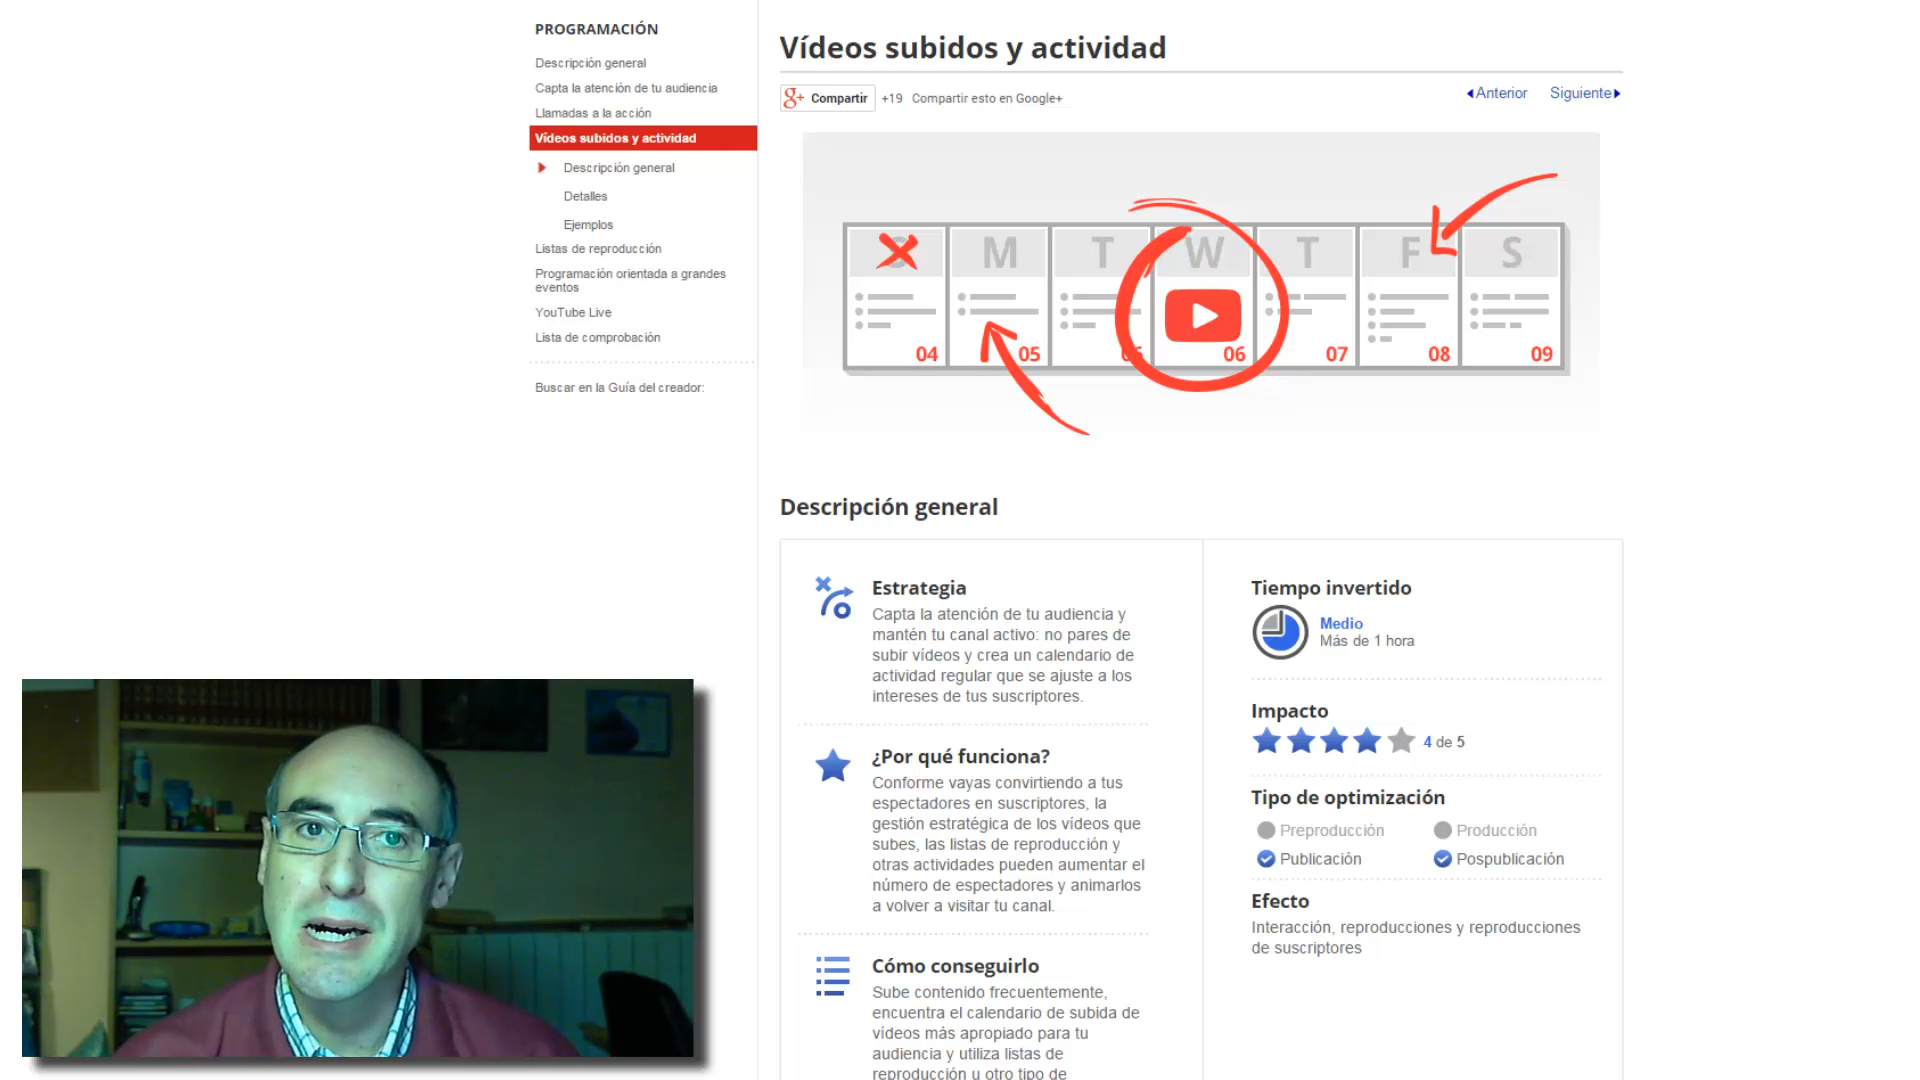 PROGRAMACIÓN
Descripción general
Capta la atención de tu audiencia
Llamadas a la acción
Vídeos subidos y actividad
Descripción general
Detalles
Ejemplos
Listas de reproducción
Programación orientada a grandes
eventos
YouTube Live
Lista de comprobación
Buscar en la Guía del creador:
Vídeos subidos y actividad
g+ Compartir +19 Compartir esto en Google+
Anterior Siguiente
M T W T F S
04 05 06 06 07 08 09
Descripción general
Estrategia
Capta la atención de tu audiencia y
mantén tu canal activo: no pares de
subir vídeos y crea un calendario de
actividad regular que se ajuste a los
intereses de tus suscriptores.
¿Por qué funciona?
Conforme vayas convirtiendo a tus
espectadores en suscriptores, la
gestión estratégica de los vídeos que
subes, las listas de reproducción y
otras actividades pueden aumentar el
número de espectadores y animarlos
a volver a visitar tu canal.
Cómo conseguirlo
Sube contenido frecuentemente,
encuentra el calendario de subida de
vídeos más apropiado para tu
audiencia y utiliza listas de
reproducción u otro tipo de
Tiempo invertido
Medio
Más de 1 hora
Impacto
4 de 5
Tipo de optimización
Preproducción Producción
Publicación Pospublicación
Efecto
Interacción, reproducciones y reproducciones
de suscriptores